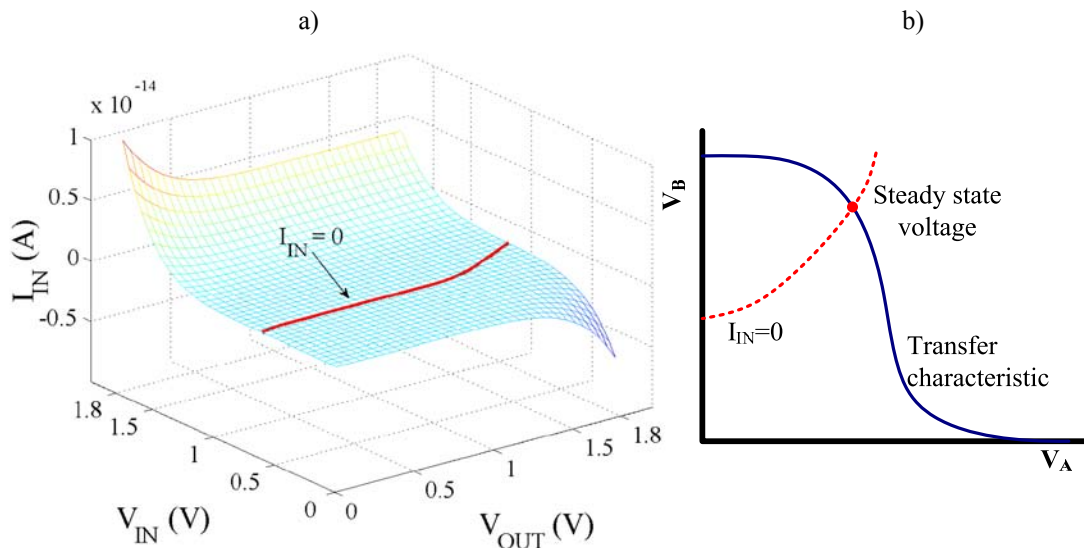 a)
b)
x 10
-14
1
0.5
0
-0.5
I_IN (A)
I_IN = 0
1.8
1.5
1
0.5
0
V_IN (V)
0
0.5
1
1.5
1.8
V_OUT (V)
V_B
Steady state
voltage
I_IN=0
Transfer
characteristic
V_A